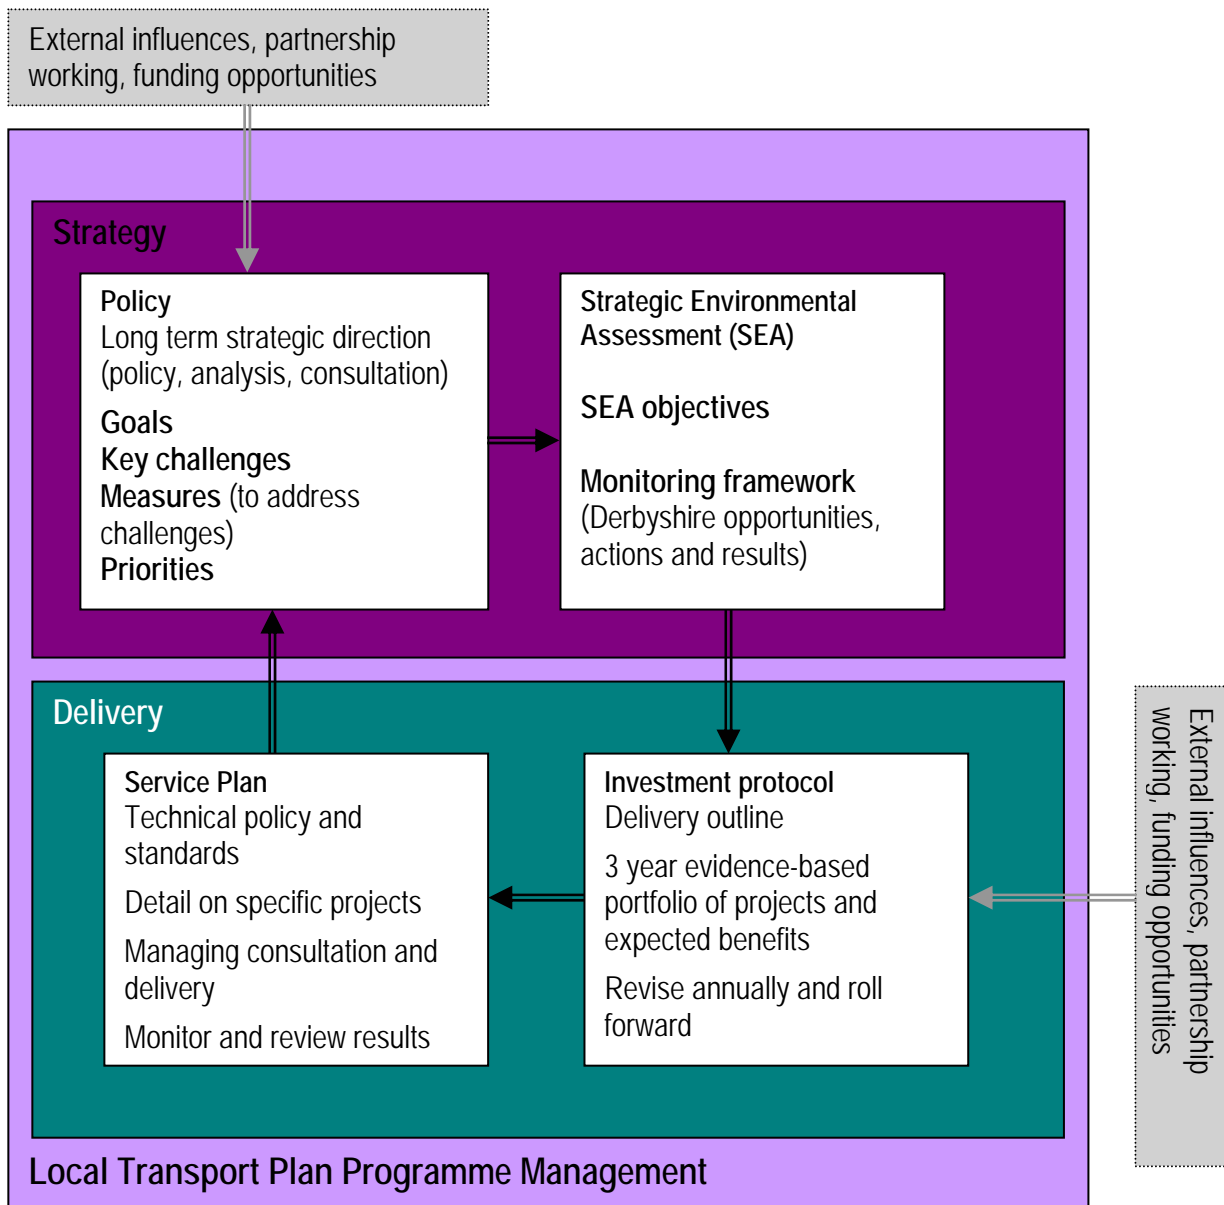 External influences, partnership
working, funding opportunities
Strategy
Policy
Long term strategic direction
(policy, analysis, consultation)
Goals
Key challenges
Measures (to address
challenges)
Priorities
Strategic Environmental
Assessment (SEA)
SEA objectives
Monitoring framework
(Derbyshire opportunities,
actions and results)
Delivery
Service Plan
Technical policy and
standards
Detail on specific projects
Managing consultation and
delivery
Monitor and review results
Investment protocol
Delivery outline
3 year evidence-based
portfolio of projects and
expected benefits
Revise annually and roll
forward
External influences, partnership
working, funding opportunities
Local Transport Plan Programme Management